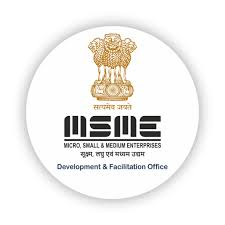 सत्यमेव जयते
MSME
MICRO, SMALL & MEDIUM ENTERPRISES
सूक्ष्म, लघु एवं मध्यम उद्यम
Development & Facilitation Office